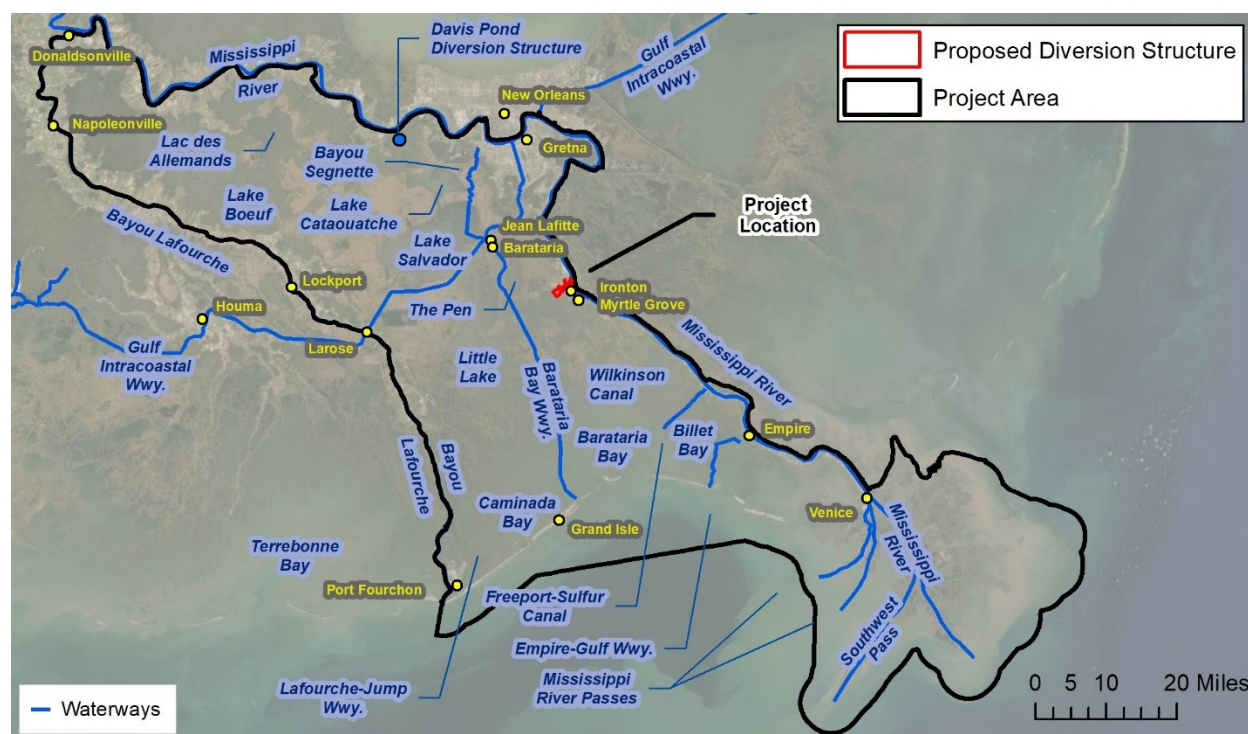 Davis Pond
Diversion Structure
Gulf
Intracoastal
Wwy.
Proposed Diversion Structure
Project Area
Donaldsonville
Mississippi
River
New Orleans
Napoleonville
Gretna
Lac des
Allemands
Bayou
Segnette
Lake
Boeuf
Lake
Cataouatche
Project
Location
Jean Lafitte
Barataria
Bayou Lafourche
Lake
Salvador
Lockport
Ironton
Myrtle Grove
Houma
The Pen
Larose
Gulf
Intracoastal
Wwy.
Little
Lake
Barataria
Bay Wwy.
Wilkinson
Canal
Mississippi River
Barataria
Bay
Billet
Bay
Empire
Bayou
Lafourche
Caminada
Bay
Grand Isle
Venice
Mississippi
River
Terrebonne
Bay
Port Fourchon
Freeport-Sulfur
Canal
Empire-Gulf Wwy.
Southwest
Pass
Lafourche-Jump
Wwy.
Mississippi
River Passes
0 5 10 20 Miles
Waterways